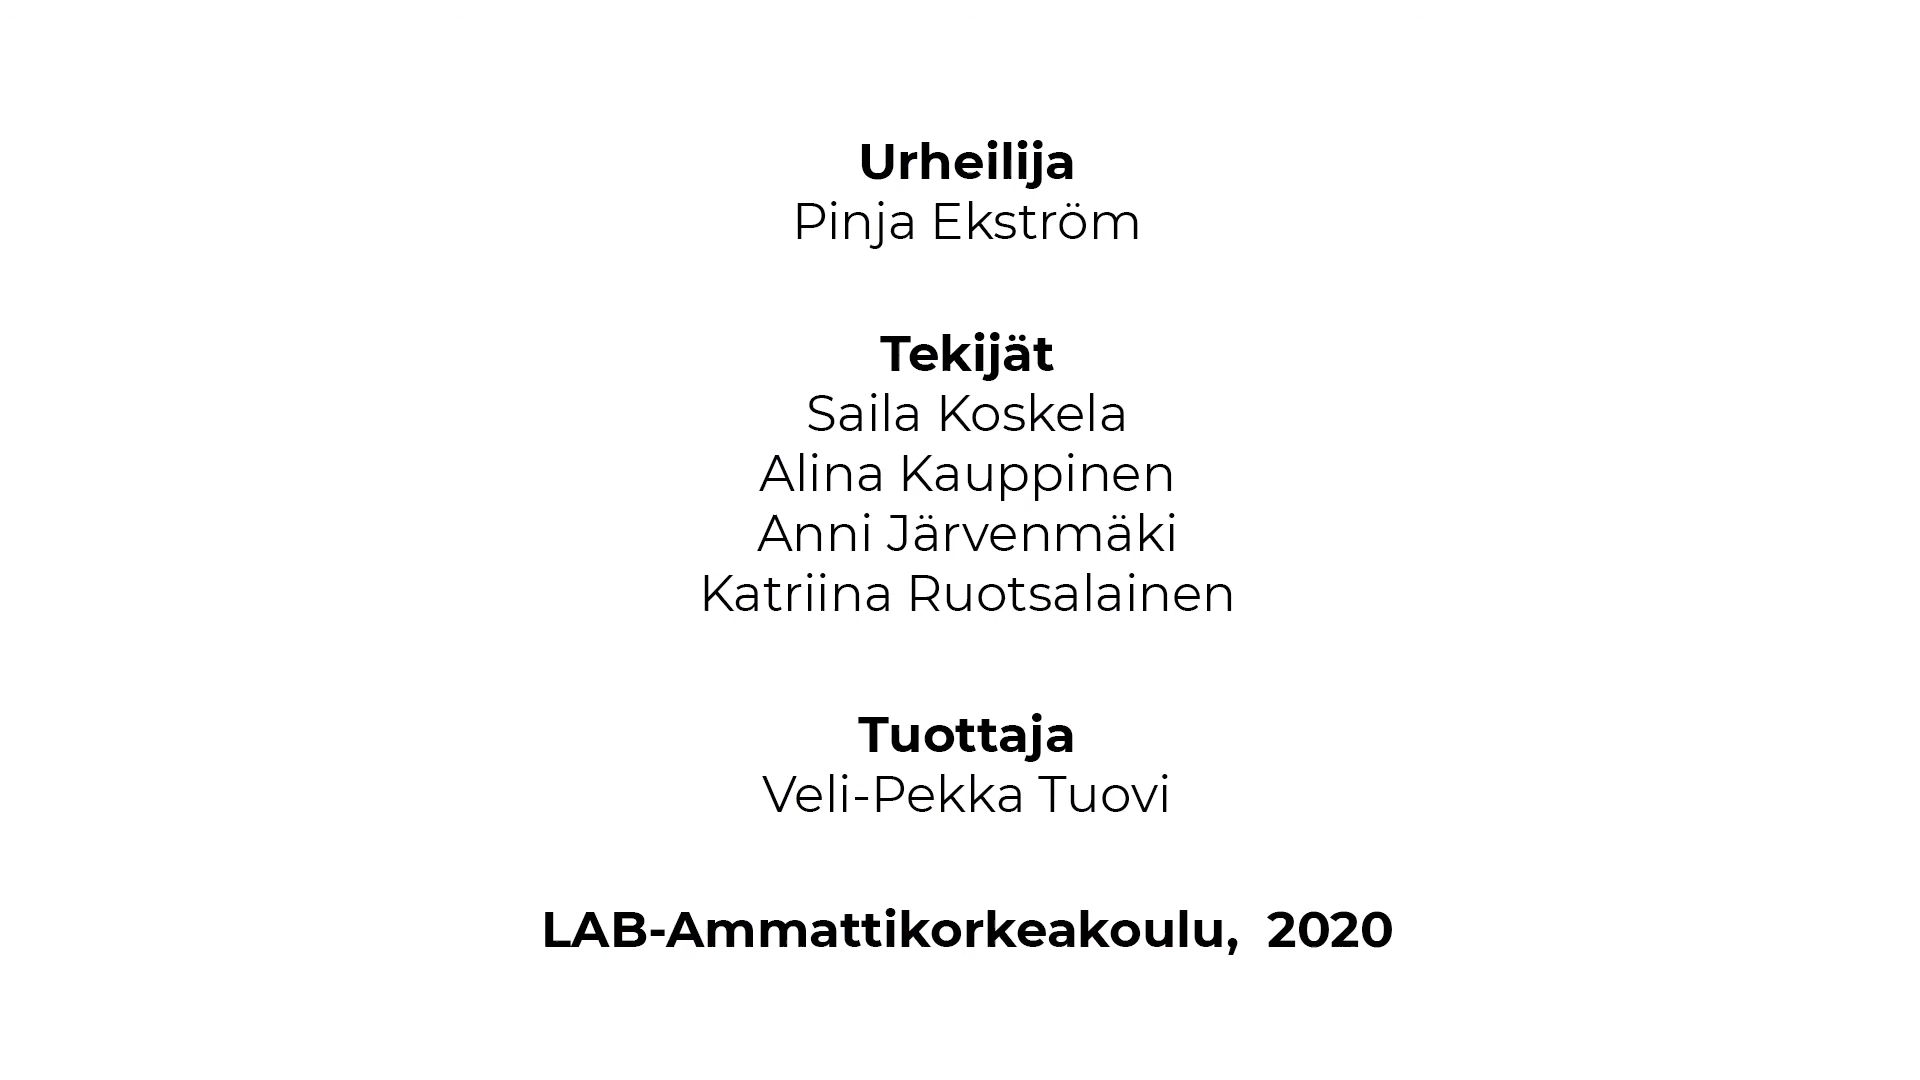 Urheilija
Pinja Ekström
Tekijät
Saila Koskela
Alina Kauppinen
Anni Järvenmäki
Katriina Ruotsalainen
Tuottaja
Veli-Pekka Tuovi
LAB-Ammattikorkeakoulu, 2020